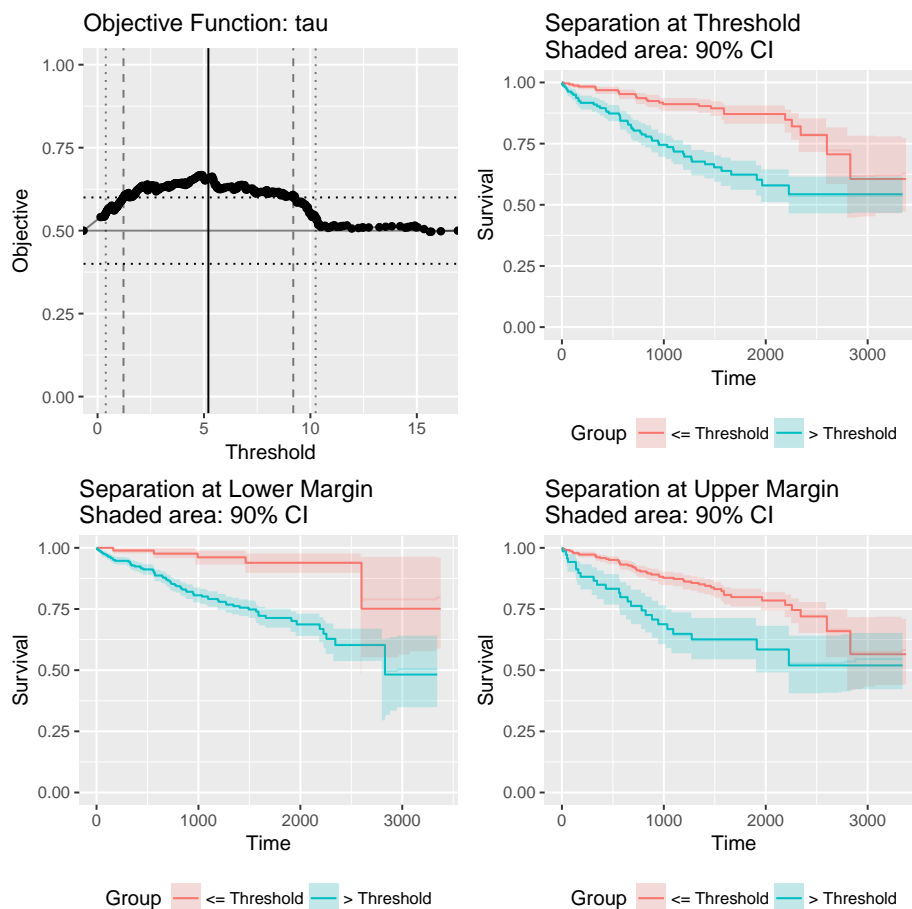 Objective Function: tau
1.00
0.75
0.50
0.25
0.00
Objective
0
5
10
15
Threshold
Separation at Threshold
Shaded area: 90% CI
1.00
0.75
0.50
0.25
0.00
Survival
0
1000
2000
3000
Time
Group <= Threshold > Threshold
Separation at Lower Margin
Shaded area: 90% CI
1.00
0.75
0.50
0.25
0.00
Survival
0
1000
2000
3000
Time
Group <= Threshold > Threshold
Separation at Upper Margin
Shaded area: 90% CI
1.00
0.75
0.50
0.25
0.00
Survival
0
1000
2000
3000
Time
Group <= Threshold > Threshold